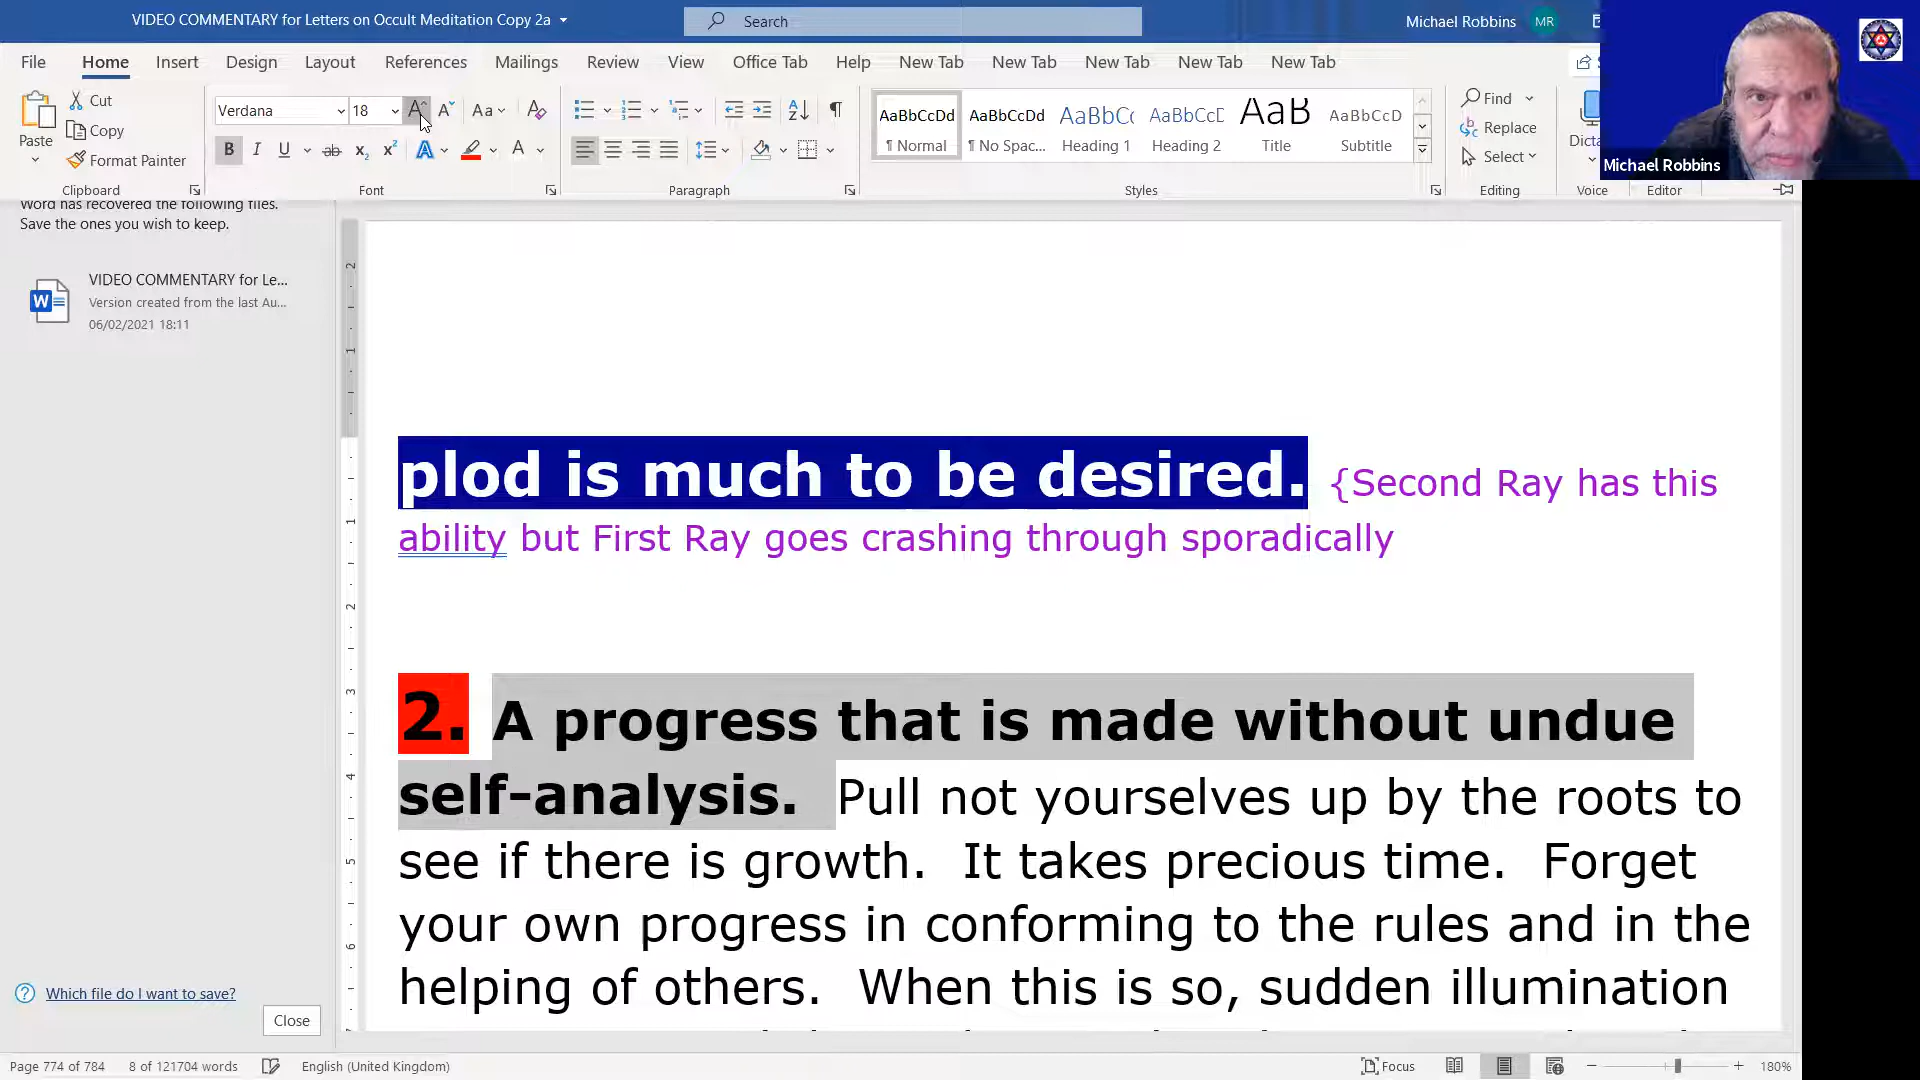 VIDEO COMMENTARY for Letters on Occult Meditation Copy 2a
Search
Michael Robbins
MR
File
Home
Insert
Design
Layout
References
Mailings
Review
View
Office Tab
Help
New Tab
New Tab
New Tab
New Tab
New Tab
Paste
Cut
Copy
Format Painter
Clipboard
Verdana
18
Font
Paragraph
AaBbCcDd
¶ Normal
AaBbCcDd
¶ No Spac...
AaBbCc
Heading 1
AaBbCcD
Heading 2
AaB
Title
AaBbCcD
Subtitle
Styles
Find
Replace
Select
Editing
Dicta
Voice
Editor
Michael Robbins
Word has recovered the following files.
Save the ones you wish to keep.
VIDEO COMMENTARY for Le...
Version created from the last Au...
06/02/2021 18:11
Which file do I want to save?
Close
plod is much to be desired. {Second Ray has this
ability but First Ray goes crashing through sporadically
2. A progress that is made without undue
self-analysis. Pull not yourselves up by the roots to
see if there is growth. It takes precious time. Forget
your own progress in conforming to the rules and in the
helping of others. When this is so, sudden illumination
Page 774 of 784
8 of 121704 words
English (United Kingdom)
Focus
180%